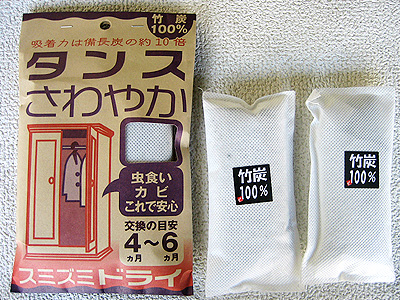 竹炭
100%
吸着力は備長炭の約10倍
タンス
さわやか
虫食い
カビ
これで安心
交換の目安
4〜6
カ月 カ月
スミズミドライ
竹炭
100%
竹炭
100%